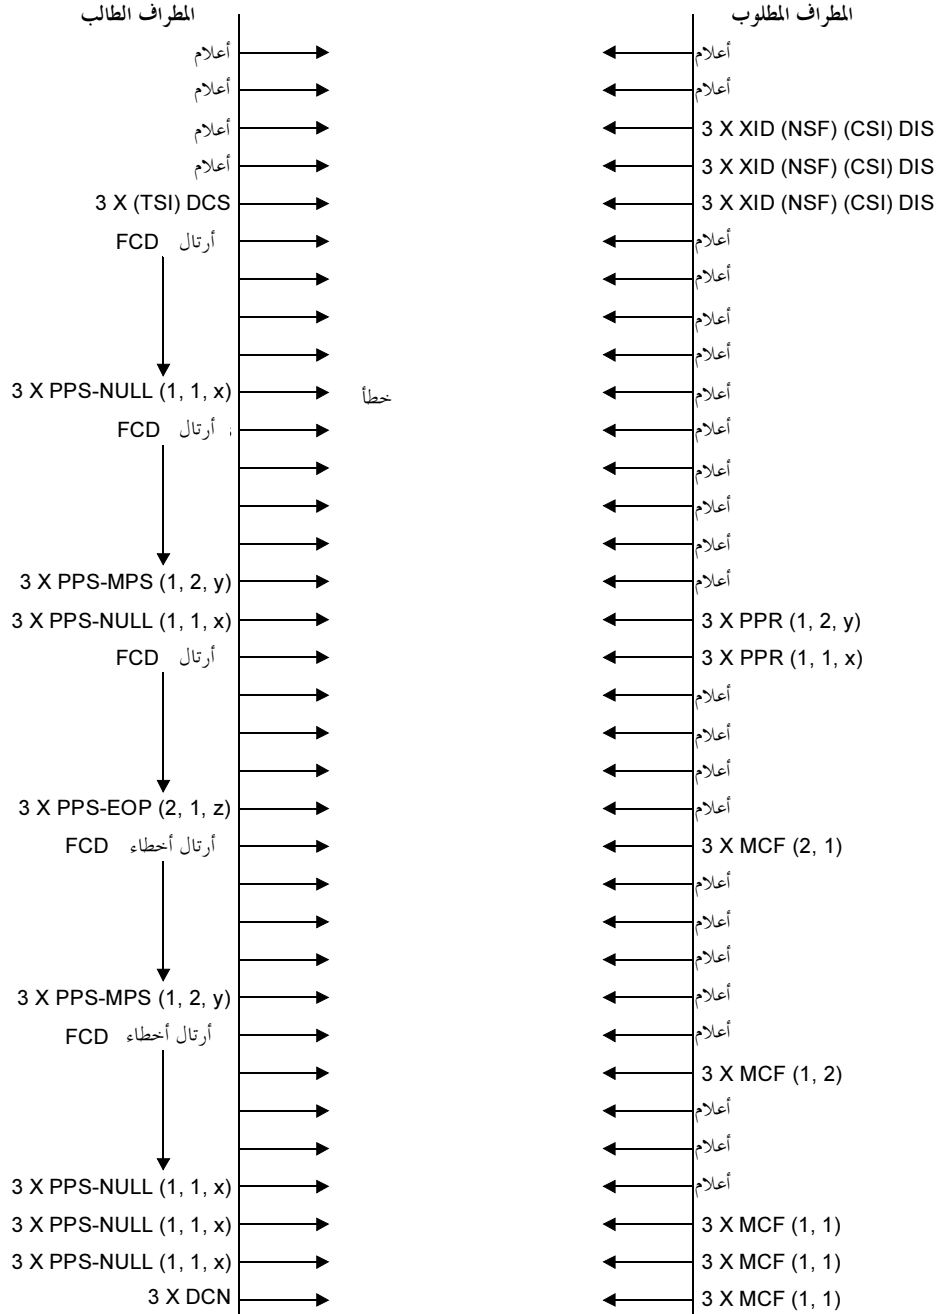 المطراف الطالب
أعلام
أعلام
أعلام
أعلام
3 X (TSI) DCS
أرتال FCD
3 X PPS-NULL (1, 1, x)
أرتال FCD
3 X PPS-MPS (1, 2, y)
3 X PPS-NULL (1, 1, x)
أرتال FCD
3 X PPS-EOP (2, 1, z)
أرتال أخطاء FCD
3 X PPS-MPS (1, 2, y)
أرتال أخطاء FCD
3 X PPS-NULL (1, 1, x)
3 X PPS-NULL (1, 1, x)
3 X PPS-NULL (1, 1, x)
3 X DCN
خطأ
المطراف المطلوب
أعلام
أعلام
3 X XID (NSF) (CSI) DIS
3 X XID (NSF) (CSI) DIS
3 X XID (NSF) (CSI) DIS
أعلام
أعلام
أعلام
أعلام
أعلام
أعلام
أعلام
أعلام
أعلام
أعلام
3 X PPR (1, 2, y)
3 X PPR (1, 1, x)
أعلام
أعلام
أعلام
أعلام
3 X MCF (2, 1)
أعلام
أعلام
أعلام
أعلام
أعلام
3 X MCF (1, 2)
أعلام
أعلام
أعلام
3 X MCF (1, 1)
3 X MCF (1, 1)
3 X MCF (1, 1)